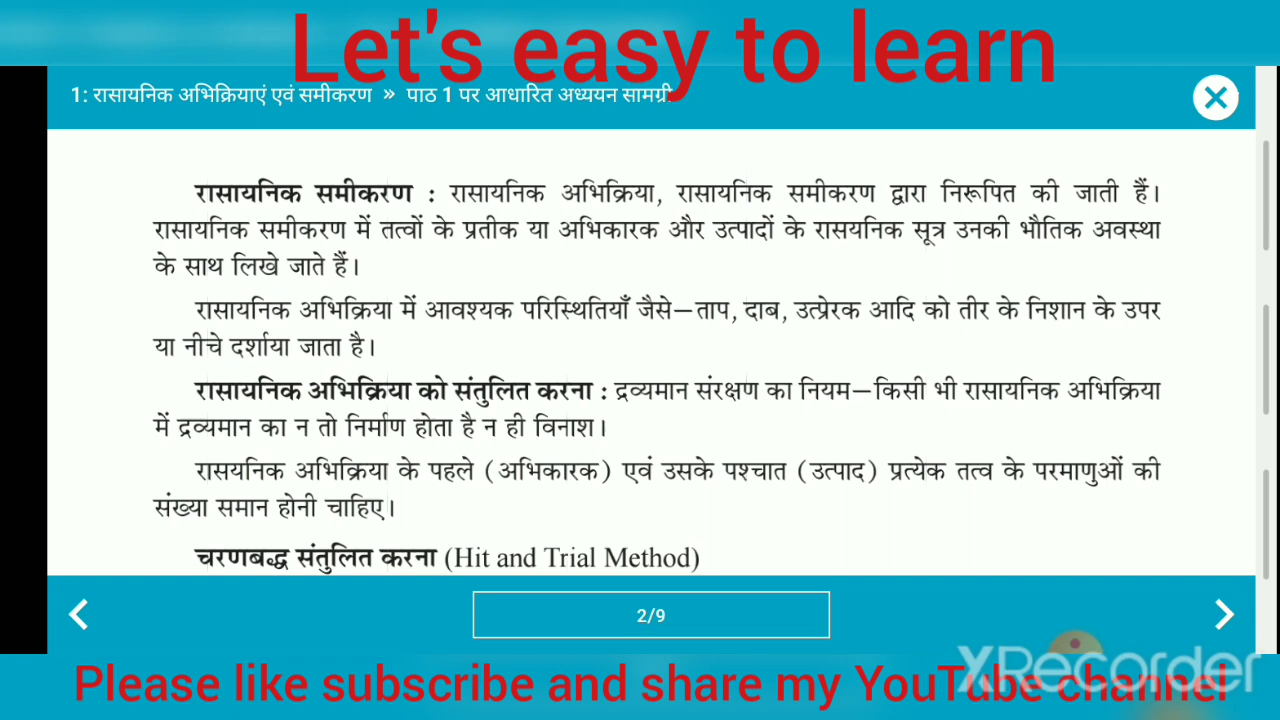 Let's easy to learn
1: रासायनिक अभिक्रियाएं एवं समीकरण » पाठ 1 पर आधारित अध्ययन सामग्री
रासायनिक समीकरण : रासायनिक अभिक्रिया, रासायनिक समीकरण द्वारा निरूपित की जाती हैं।
रासायनिक समीकरण में तत्वों के प्रतीक या अभिकारक और उत्पादों के रासयनिक सूत्र उनकी भौतिक अवस्था
के साथ लिखे जाते हैं।
रासायनिक अभिक्रिया में आवश्यक परिस्थितियाँ जैसे–ताप, दाब, उत्प्रेरक आदि को तीर के निशान के उपर
या नीचे दर्शाया जाता है।
रासायनिक अभिक्रिया को संतुलित करना : द्रव्यमान संरक्षण का नियम–किसी भी रासायनिक अभिक्रिया
में द्रव्यमान का न तो निर्माण होता है न ही विनाश।
रासयनिक अभिक्रिया के पहले (अभिकारक) एवं उसके पश्चात (उत्पाद) प्रत्येक तत्व के परमाणुओं की
संख्या समान होनी चाहिए।
चरणबद्ध संतुलित करना (Hit and Trial Method)
2/9
Please like subscribe and share my YouTube channel
XRecorder